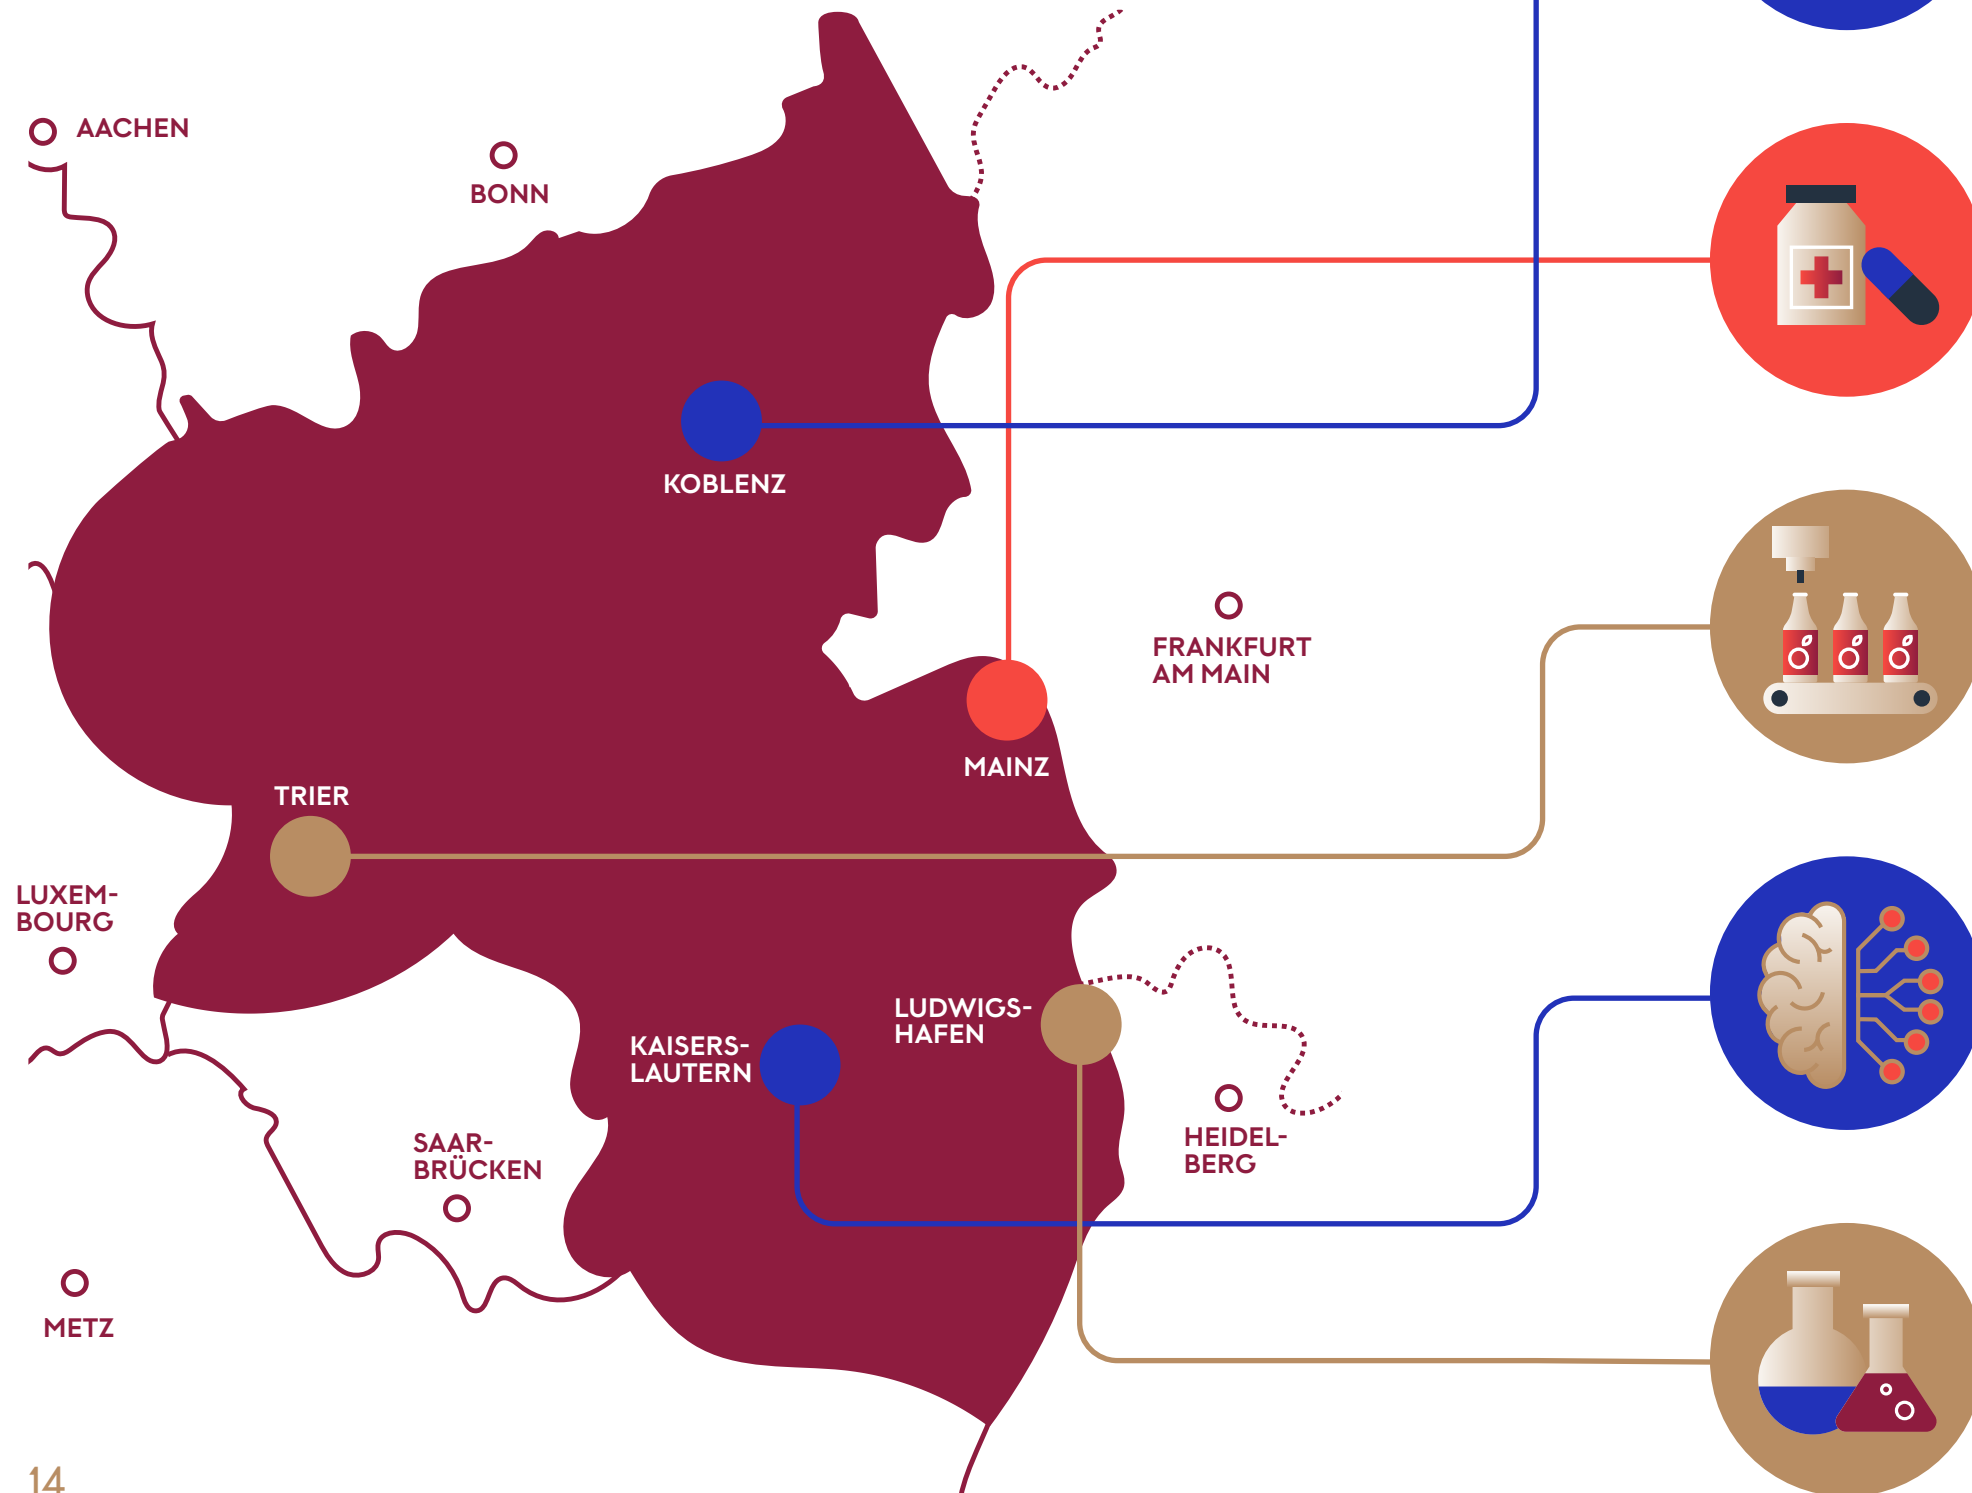 AACHEN
BONN
KOBLENZ
FRANKFURT
AM MAIN
MAINZ
TRIER
LUXEM-
BOURG
LUDWIGS-
HAFEN
KAISERS-
LAUTERN
HEIDEL-
BERG
SAAR-
BRÜCKEN
METZ
14